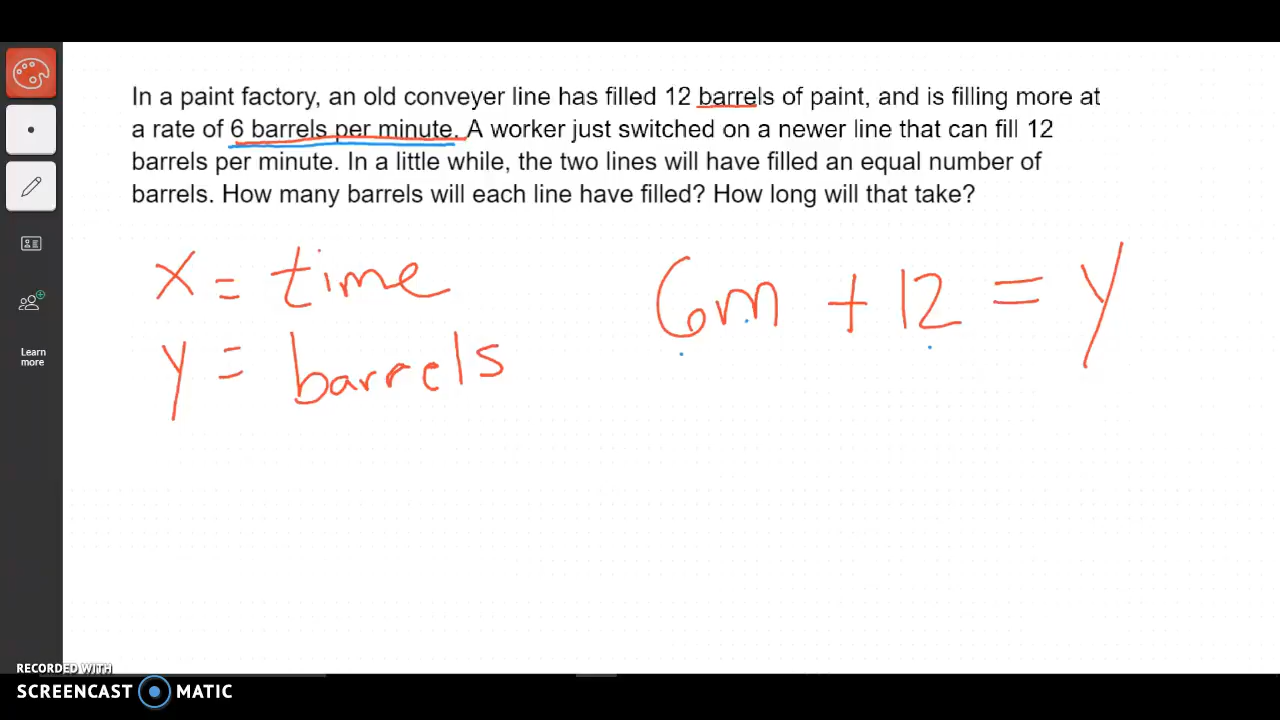 In a paint factory, an old conveyer line has filled 12 barrels of paint, and is filling more at
a rate of 6 barrels per minute. A worker just switched on a newer line that can fill 12
barrels per minute. In a little while, the two lines will have filled an equal number of
barrels. How many barrels will each line have filled? How long will that take?
x = time
6m + 12 = y
y = barrels
Learn
more
RECORDED WITH
SCREENCAST MATIC